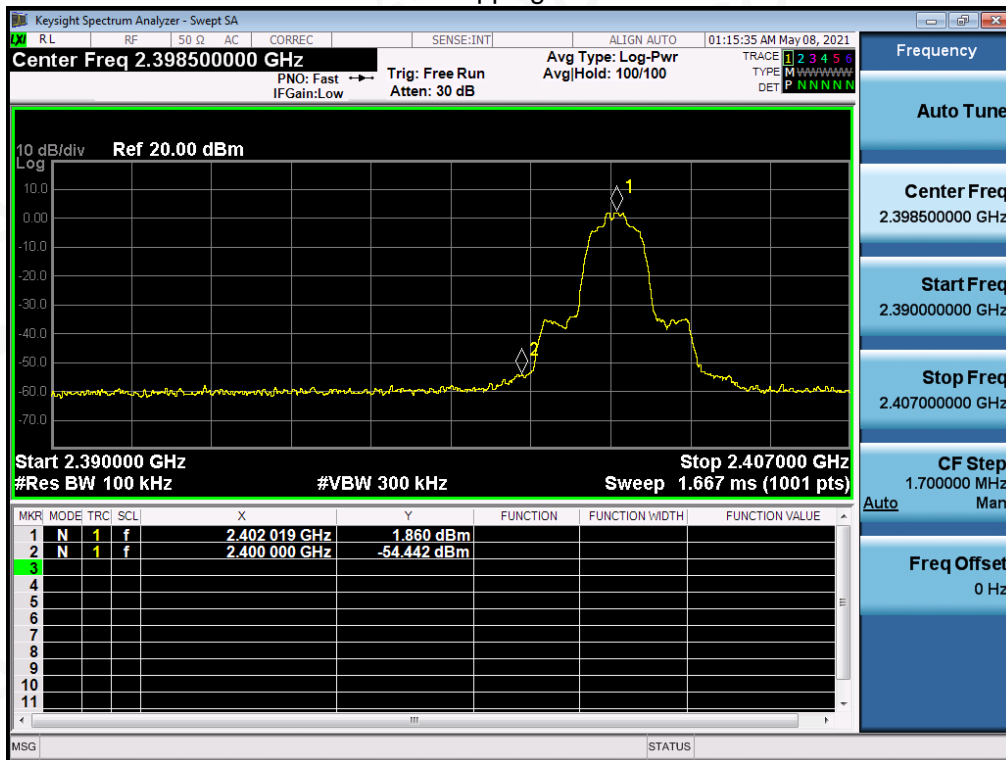 Keysight Spectrum Analyzer - Swept SA
LXI RL RF 50 Ω AC CORREC SENSE:INT ALIGN AUTO 01:15:35 AM May 08, 2021
Center Freq 2.398500000 GHz
PNO: Fast
IFGain:Low
Trig: Free Run
Atten: 30 dB
Avg Type: Log-Pwr
Avg|Hold: 100/100
TRACE 1 2 3 4 5 6
TYPE M WWWWW
DET P N N N N N
10 dB/div Ref 20.00 dBm
Log
10.0
0.00
-10.0
-20.0
-30.0
-40.0
-50.0
-60.0
-70.0
1
2
Start 2.390000 GHz Stop 2.407000 GHz
#Res BW 100 kHz #VBW 300 kHz Sweep 1.667 ms (1001 pts)
MKR MODE TRC SCL X Y FUNCTION FUNCTION WIDTH FUNCTION VALUE
1 N 1 f 2.402 019 GHz 1.860 dBm
2 N 1 f 2.400 000 GHz -54.442 dBm
3
4
5
6
7
8
9
10
11
MSG STATUS
Frequency
Auto Tune
Center Freq
2.398500000 GHz
Start Freq
2.390000000 GHz
Stop Freq
2.407000000 GHz
CF Step
1.700000 MHz
Auto Man
Freq Offset
0 Hz